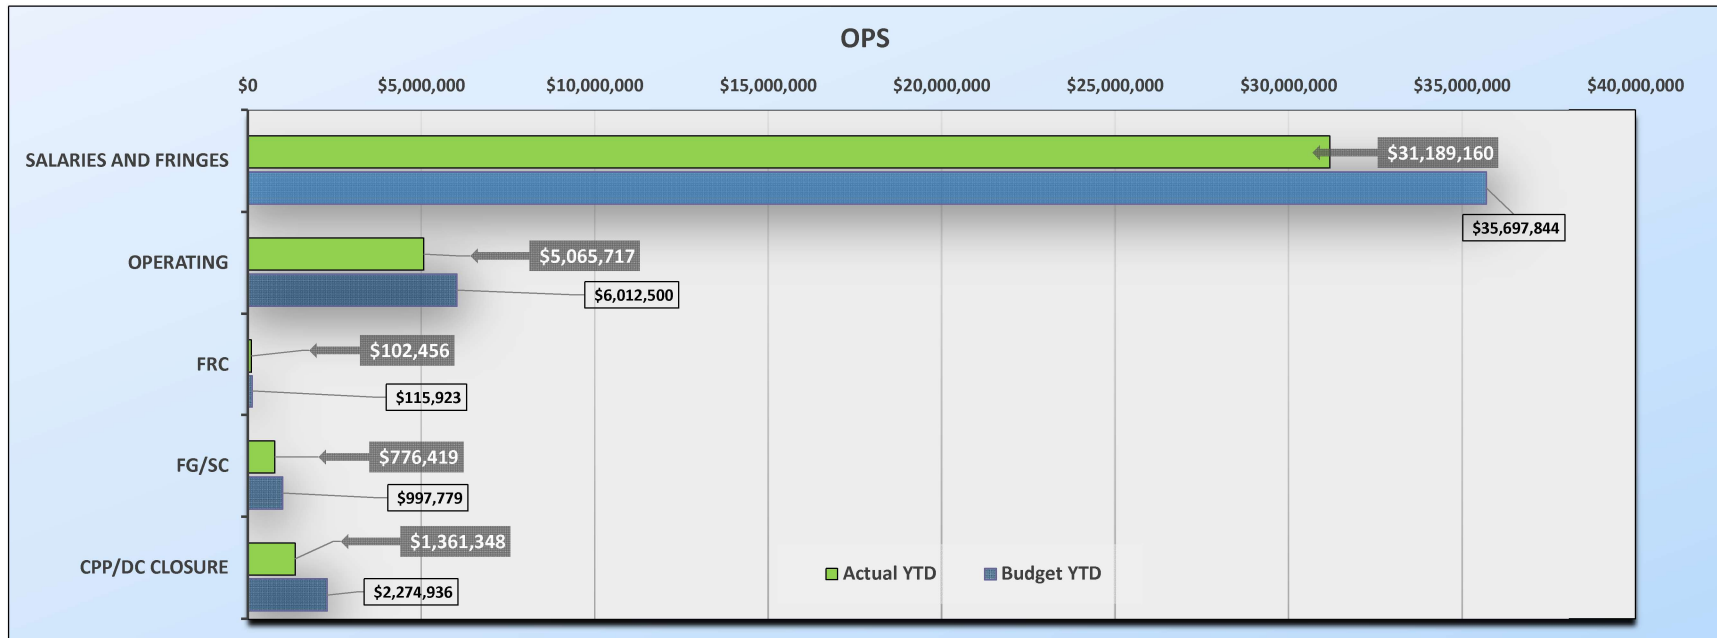 OPS
$0 $5,000,000 $10,000,000 $15,000,000 $20,000,000 $25,000,000 $30,000,000 $35,000,000 $40,000,000
SALARIES AND FRINGES
$31,189,160
$35,697,844
OPERATING
$5,065,717
$6,012,500
FRC
$102,456
$115,923
FG/SC
$776,419
$997,779
CPP/DC CLOSURE
$1,361,348
$2,274,936
Actual YTD Budget YTD